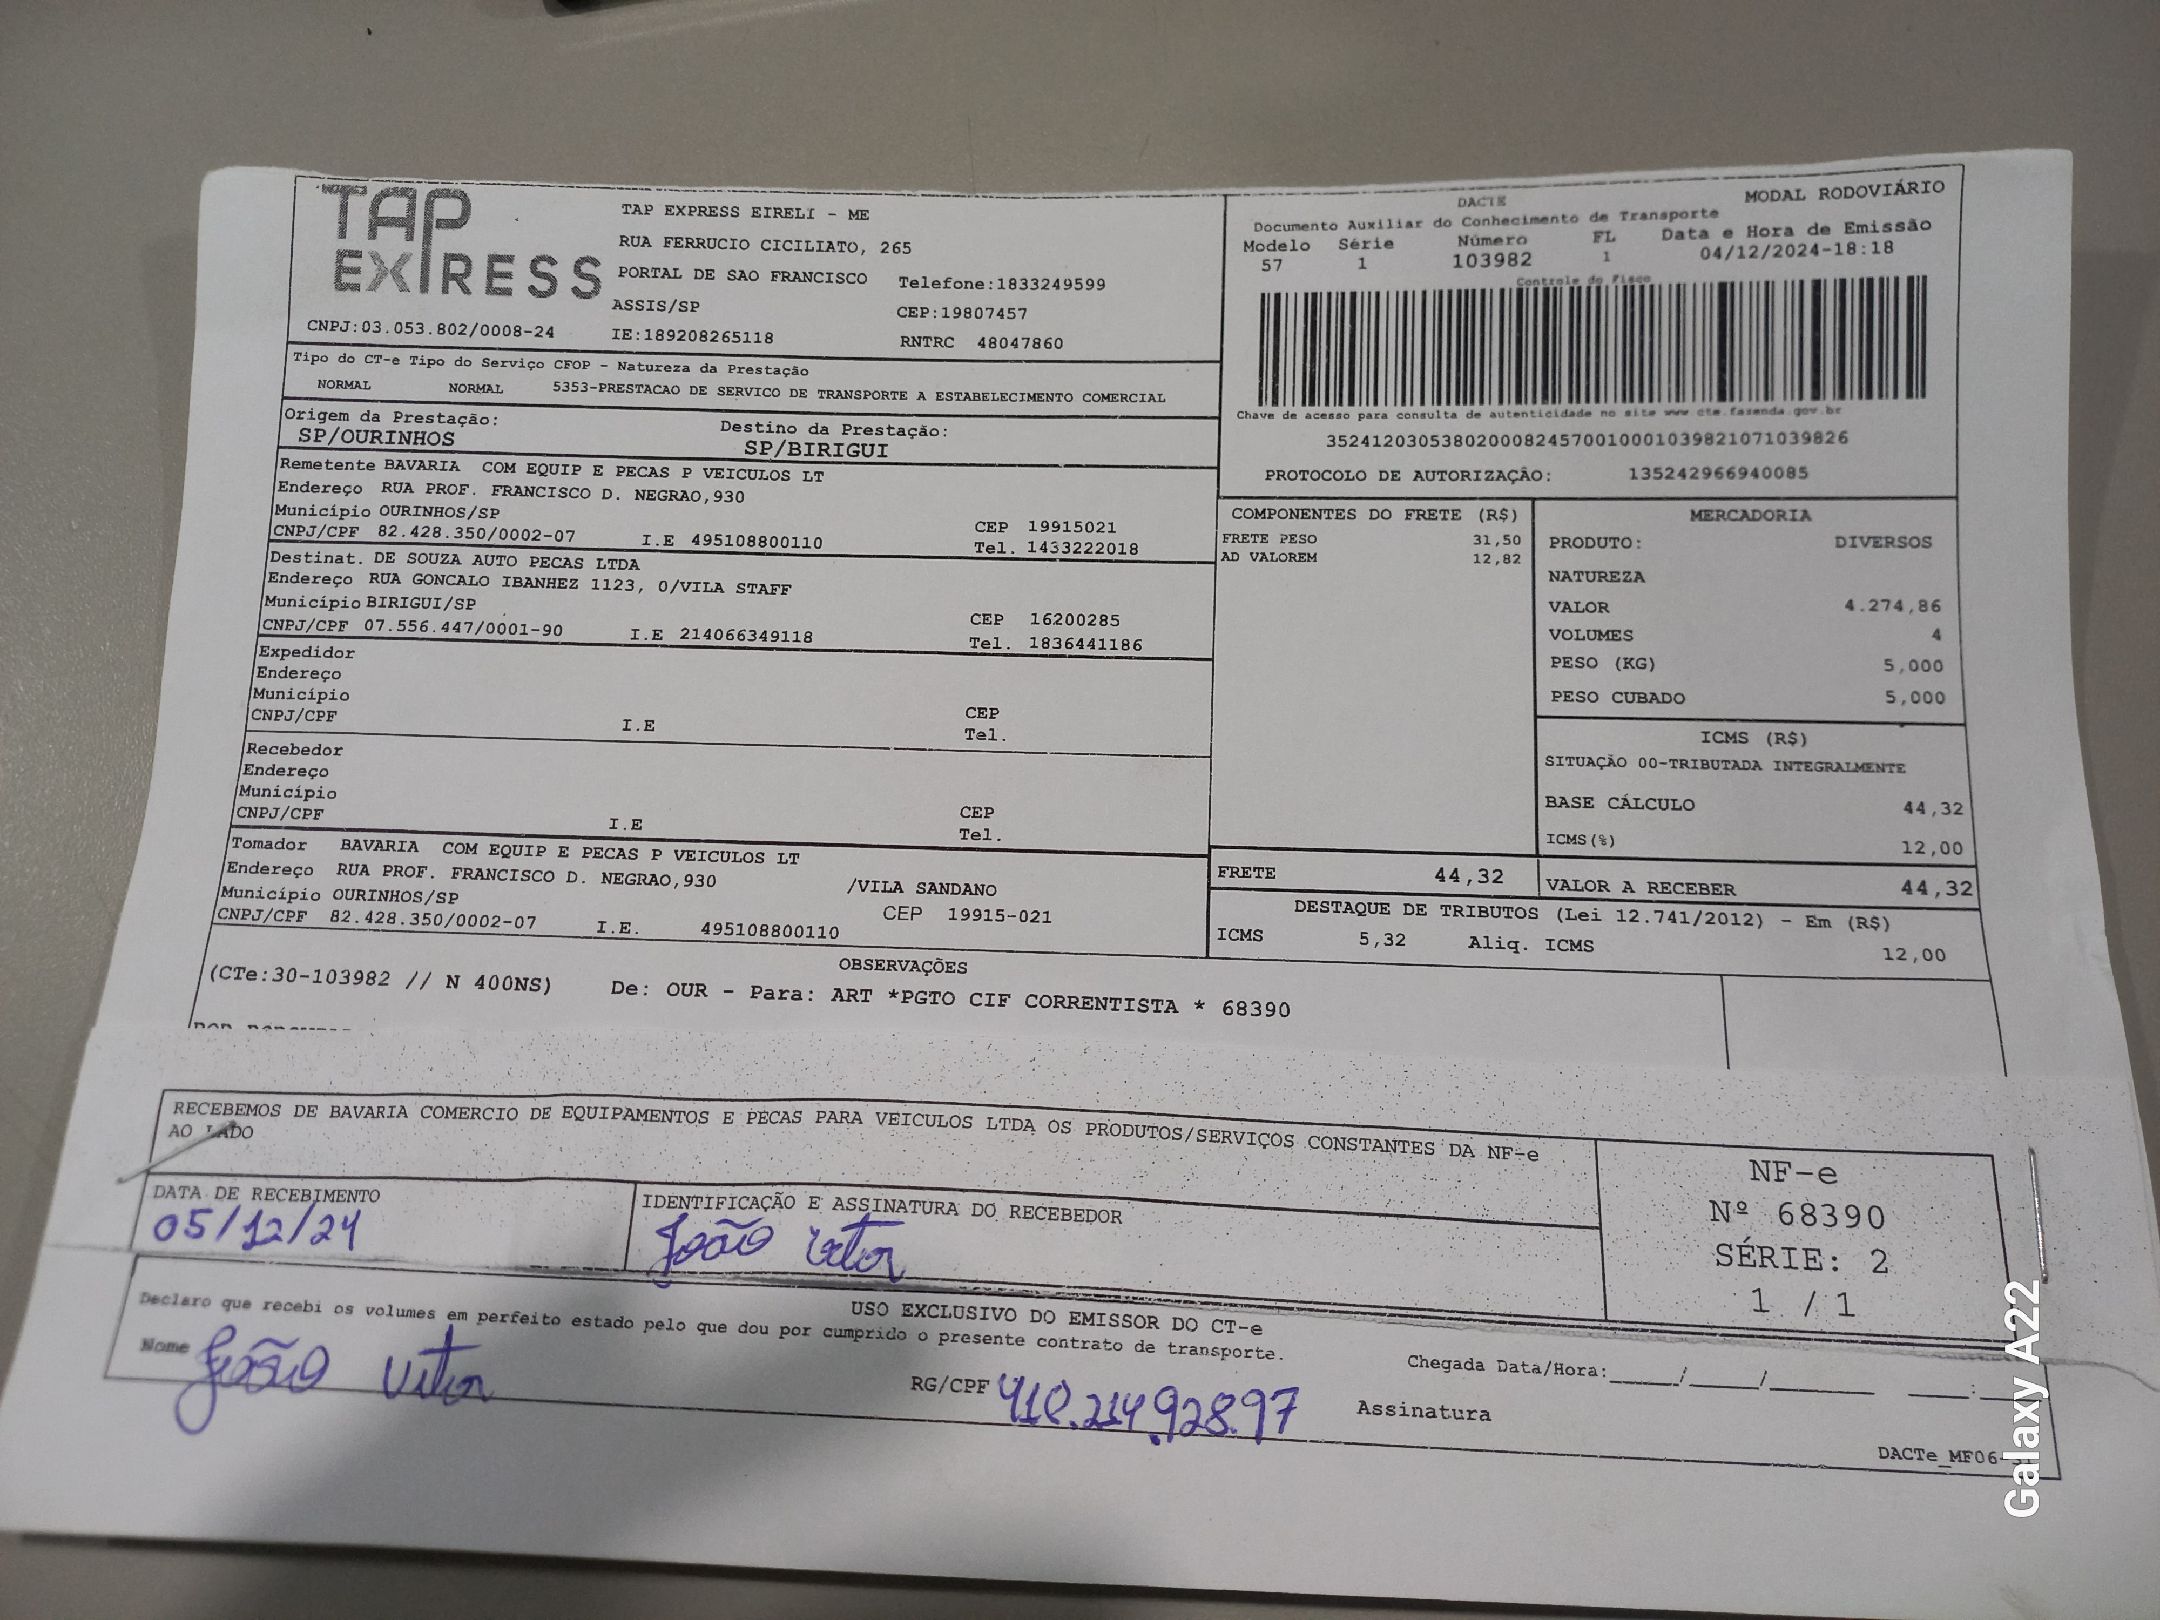 TAP
EXPRESS
CNPJ:03.053.802/0008-24
TAP EXPRESS EIRELI - ME
RUA FERRUCIO CICILIATO, 265
PORTAL DE SAO FRANCISCO Telefone:1833249599
ASSIS/SP CEP:19807457
IE:189208265118 RNTRC 48047860
DACTE MODAL RODOVIÁRIO
Documento Auxiliar do Conhecimento de Transporte
Modelo Série Número FL Data e Hora de Emissão
57 1 103982 1 04/12/2024-18:18
Controle do Fisco
Chave de acesso para consulta de autenticidade no site www cte.fazenda.gov.br
35241203053802000824570010001039821071039826
PROTOCOLO DE AUTORIZAÇÃO: 135242966940085
Tipo do CT-e Tipo do Serviço CFOP - Natureza da Prestação
NORMAL NORMAL 5353-PRESTACAO DE SERVICO DE TRANSPORTE A ESTABELECIMENTO COMERCIAL
Origem da Prestação: Destino da Prestação:
SP/OURINHOS SP/BIRIGUI
Remetente BAVARIA COM EQUIP E PECAS P VEICULOS LT
Endereço RUA PROF. FRANCISCO D. NEGRAO,930
Município OURINHOS/SP CEP 19915021
CNPJ/CPF 82.428.350/0002-07 I.E 495108800110 Tel. 1433222018
Destinat. DE SOUZA AUTO PECAS LTDA
Endereço RUA GONCALO IBANHEZ 1123, 0/VILA STAFF
Município BIRIGUI/SP CEP 16200285
CNPJ/CPF 07.556.447/0001-90 I.E 214066349118 Tel. 1836441186
Expedidor
Endereço
Município CEP
CNPJ/CPF I.E Tel.
Recebedor
Endereço
Município CEP
CNPJ/CPF I.E Tel.
Tomador BAVARIA COM EQUIP E PECAS P VEICULOS LT
Endereço RUA PROF. FRANCISCO D. NEGRAO,930 /VILA SANDANO
Município OURINHOS/SP CEP 19915-021
CNPJ/CPF 82.428.350/0002-07 I.E. 495108800110
COMPONENTES DO FRETE (R$)
FRETE PESO 31,50
AD VALOREM 12,82
MERCADORIA
PRODUTO: DIVERSOS
NATUREZA
VALOR 4.274,86
VOLUMES 4
PESO (KG) 5,000
PESO CUBADO 5,000
ICMS (R$)
SITUAÇÃO 00-TRIBUTADA INTEGRALMENTE
BASE CÁLCULO 44,32
ICMS(%) 12,00
FRETE 44,32 VALOR A RECEBER 44,32
DESTAQUE DE TRIBUTOS (Lei 12.741/2012) - Em (R$)
ICMS 5,32 Aliq. ICMS 12,00
OBSERVAÇÕES
(CTe:30-103982 // N 400NS) De: OUR - Para: ART *PGTO CIF CORRENTISTA * 68390
RECEBEMOS DE BAVARIA COMERCIO DE EQUIPAMENTOS E PECAS PARA VEICULOS LTDA OS PRODUTOS/SERVIÇOS CONSTANTES DA NF-e
AO LADO
DATA DE RECEBIMENTO IDENTIFICAÇÃO E ASSINATURA DO RECEBEDOR
05/12/24 João Vitor
NF-e
Nº 68390
SÉRIE: 2
1 / 1
USO EXCLUSIVO DO EMISSOR DO CT-e
Declaro que recebi os volumes em perfeito estado pelo que dou por cumprido o presente contrato de transporte.
Nome João Vitor RG/CPF 418.214.928.97 Assinatura
Chegada Data/Hora:_____/_____/_______ ____:____
DACTe_MF06-
Galaxy A22